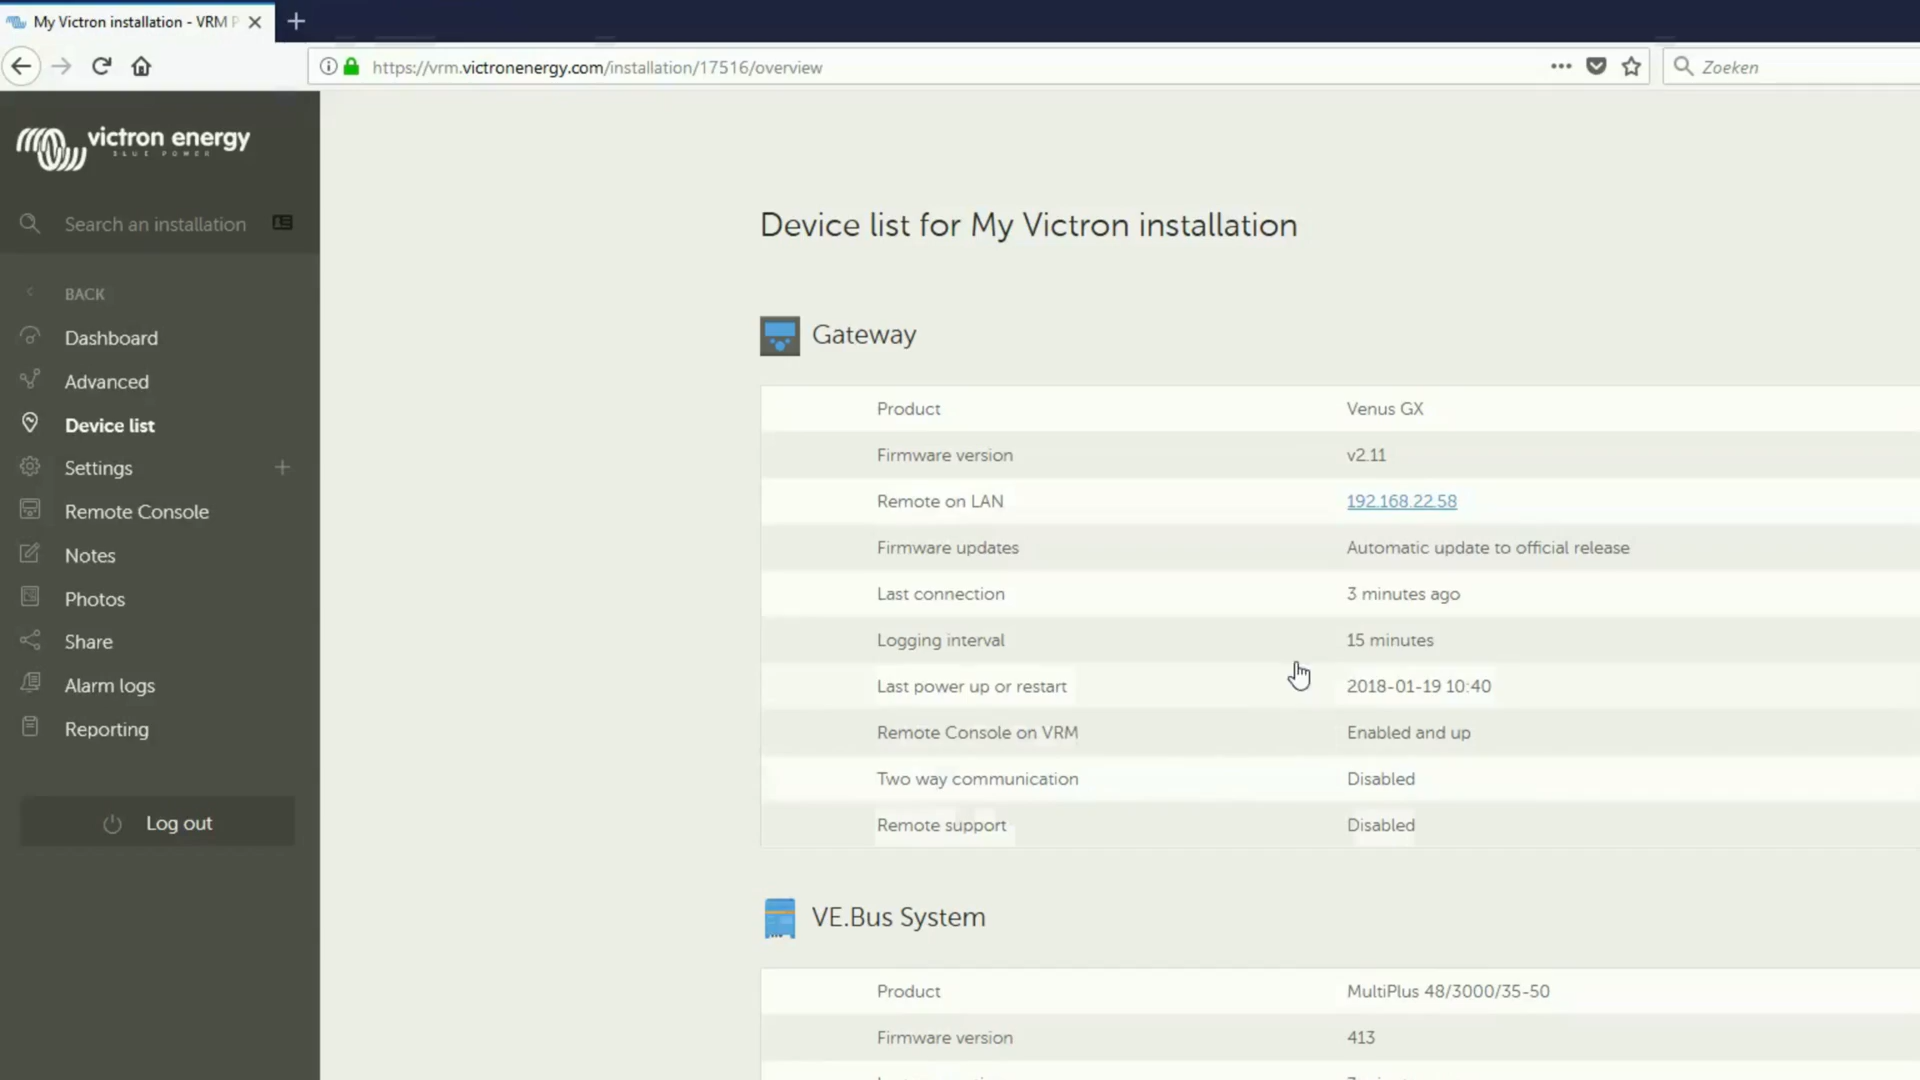 My Victron installation - VRM P
https://vrm.victronenergy.com/installation/17516/overview
Zoeken
victron energy
BLUE POWER
Search an installation
BACK
Dashboard
Advanced
Device list
Settings
Remote Console
Notes
Photos
Share
Alarm logs
Reporting
Log out
Device list for My Victron installation
Gateway
Product Venus GX
Firmware version v2.11
Remote on LAN 192.168.22.58
Firmware updates Automatic update to official release
Last connection 3 minutes ago
Logging interval 15 minutes
Last power up or restart 2018-01-19 10:40
Remote Console on VRM Enabled and up
Two way communication Disabled
Remote support Disabled
VE.Bus System
Product MultiPlus 48/3000/35-50
Firmware version 413